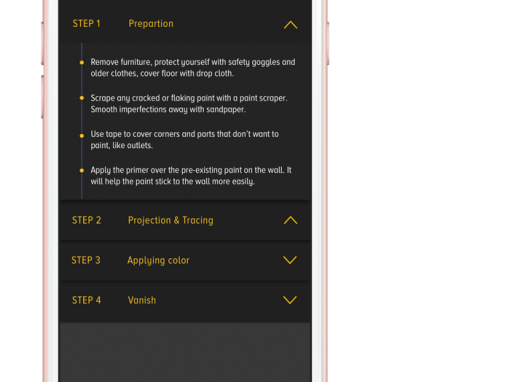 STEP 1 Prepartion
Remove furniture, protect yourself with safety goggles and
older clothes, cover floor with drop cloth.
Scrape any cracked or flaking paint with a paint scraper.
Smooth imperfections away with sandpaper.
Use tape to cover corners and parts that don't want to
paint, like outlets.
Apply the primer over the pre-existing paint on the wall. It
will help the paint stick to the wall more easily.
STEP 2 Projection & Tracing
STEP 3 Applying color
STEP 4 Vanish